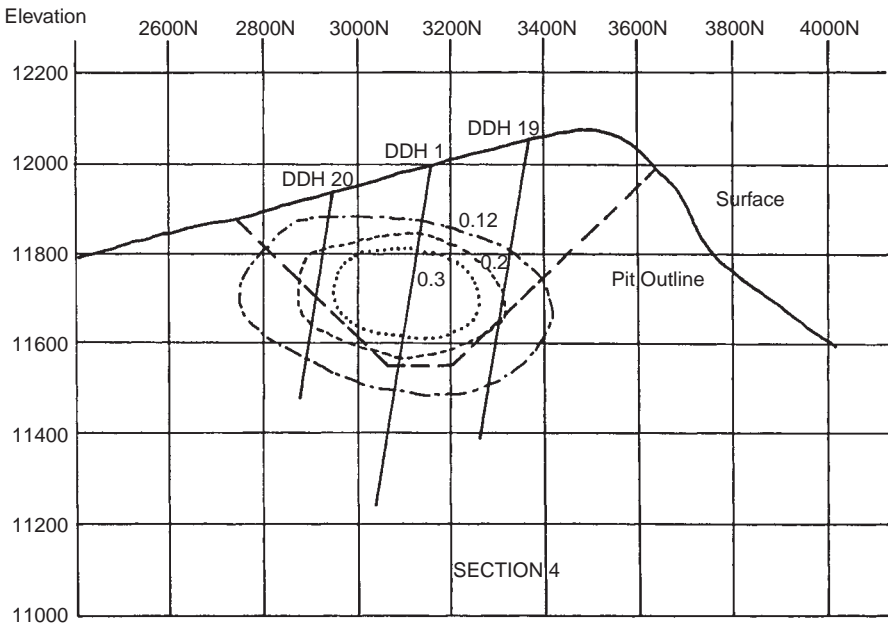 Elevation
2600N 2800N 3000N 3200N 3400N 3600N 3800N 4000N
12200
DDH 19
DDH 1
12000
DDH 20
0.12
Surface
11800
0.2
0.3
Pit Outline
11600
11400
11200
SECTION 4
11000